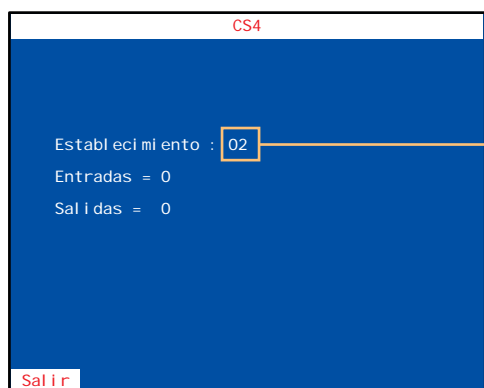 CS4
Establecimiento : 02
Entradas = 0
Salidas = 0
Salir